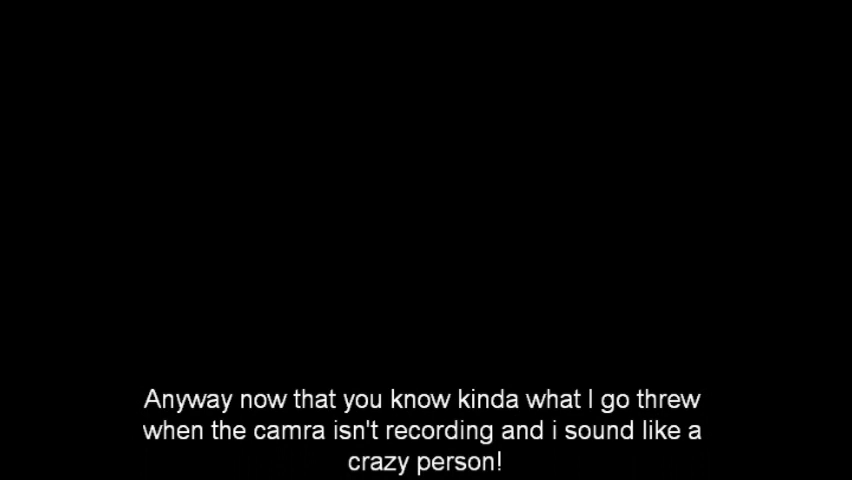 Anyway now that you know kinda what I go threw
when the camra isn't recording and i sound like a
crazy person!